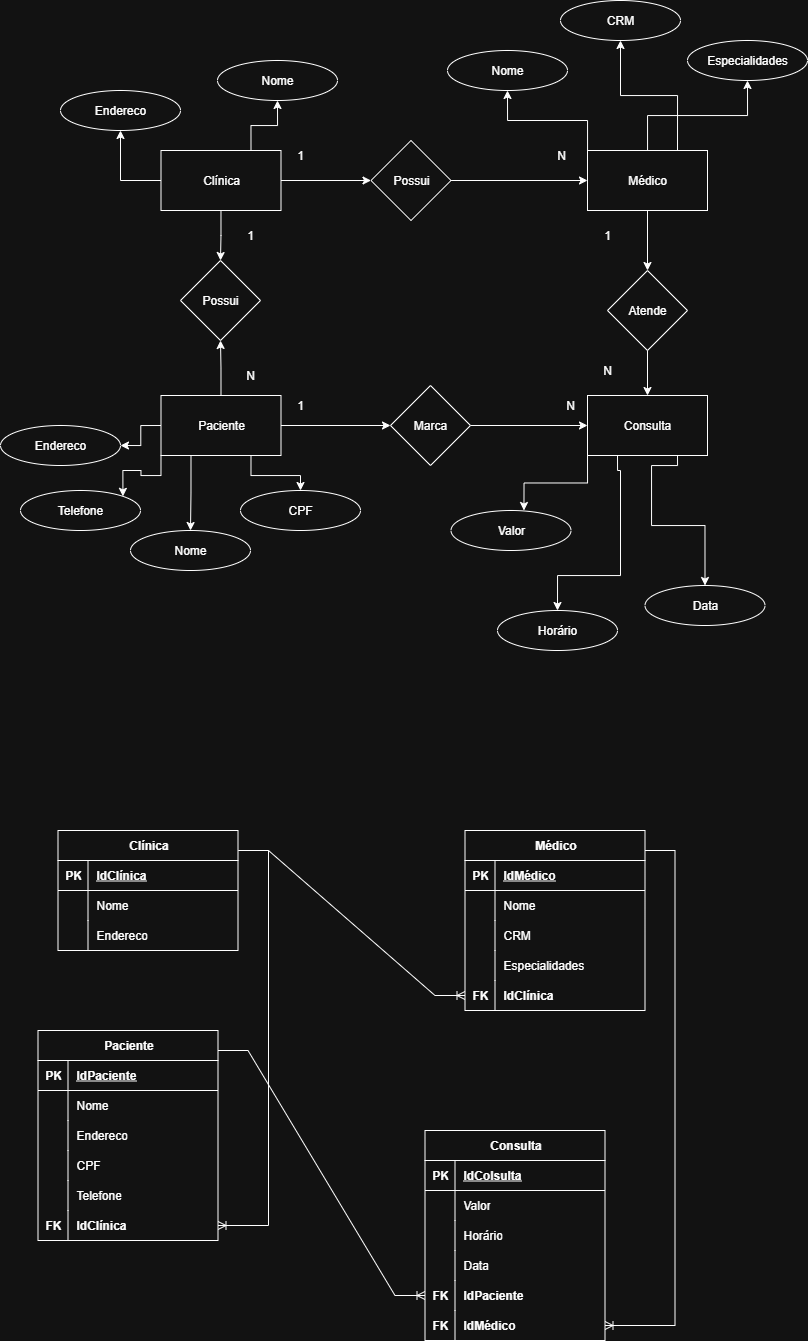 CRM
Nome
Especialidades
Nome
Endereco
Clínica
1
Possui
N
Médico
1
1
Possui
Atende
N
N
Paciente
1
Marca
N
Consulta
Endereco
Telefone
CPF
Nome
Valor
Horário
Data
Clínica
PK IdClínica
Nome
Endereco
Médico
PK IdMédico
Nome
CRM
Especialidades
FK IdClínica
Paciente
PK IdPaciente
Nome
Endereco
CPF
Telefone
FK IdClínica
Consulta
PK IdColsulta
Valor
Horário
Data
FK IdPaciente
FK IdMédico